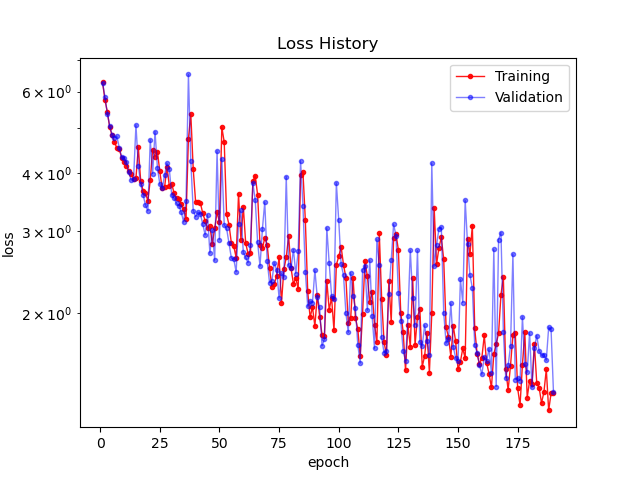 Loss History
Training
Validation
6 × 10⁰
4 × 10⁰
3 × 10⁰
2 × 10⁰
loss
0 25 50 75 100 125 150 175
epoch